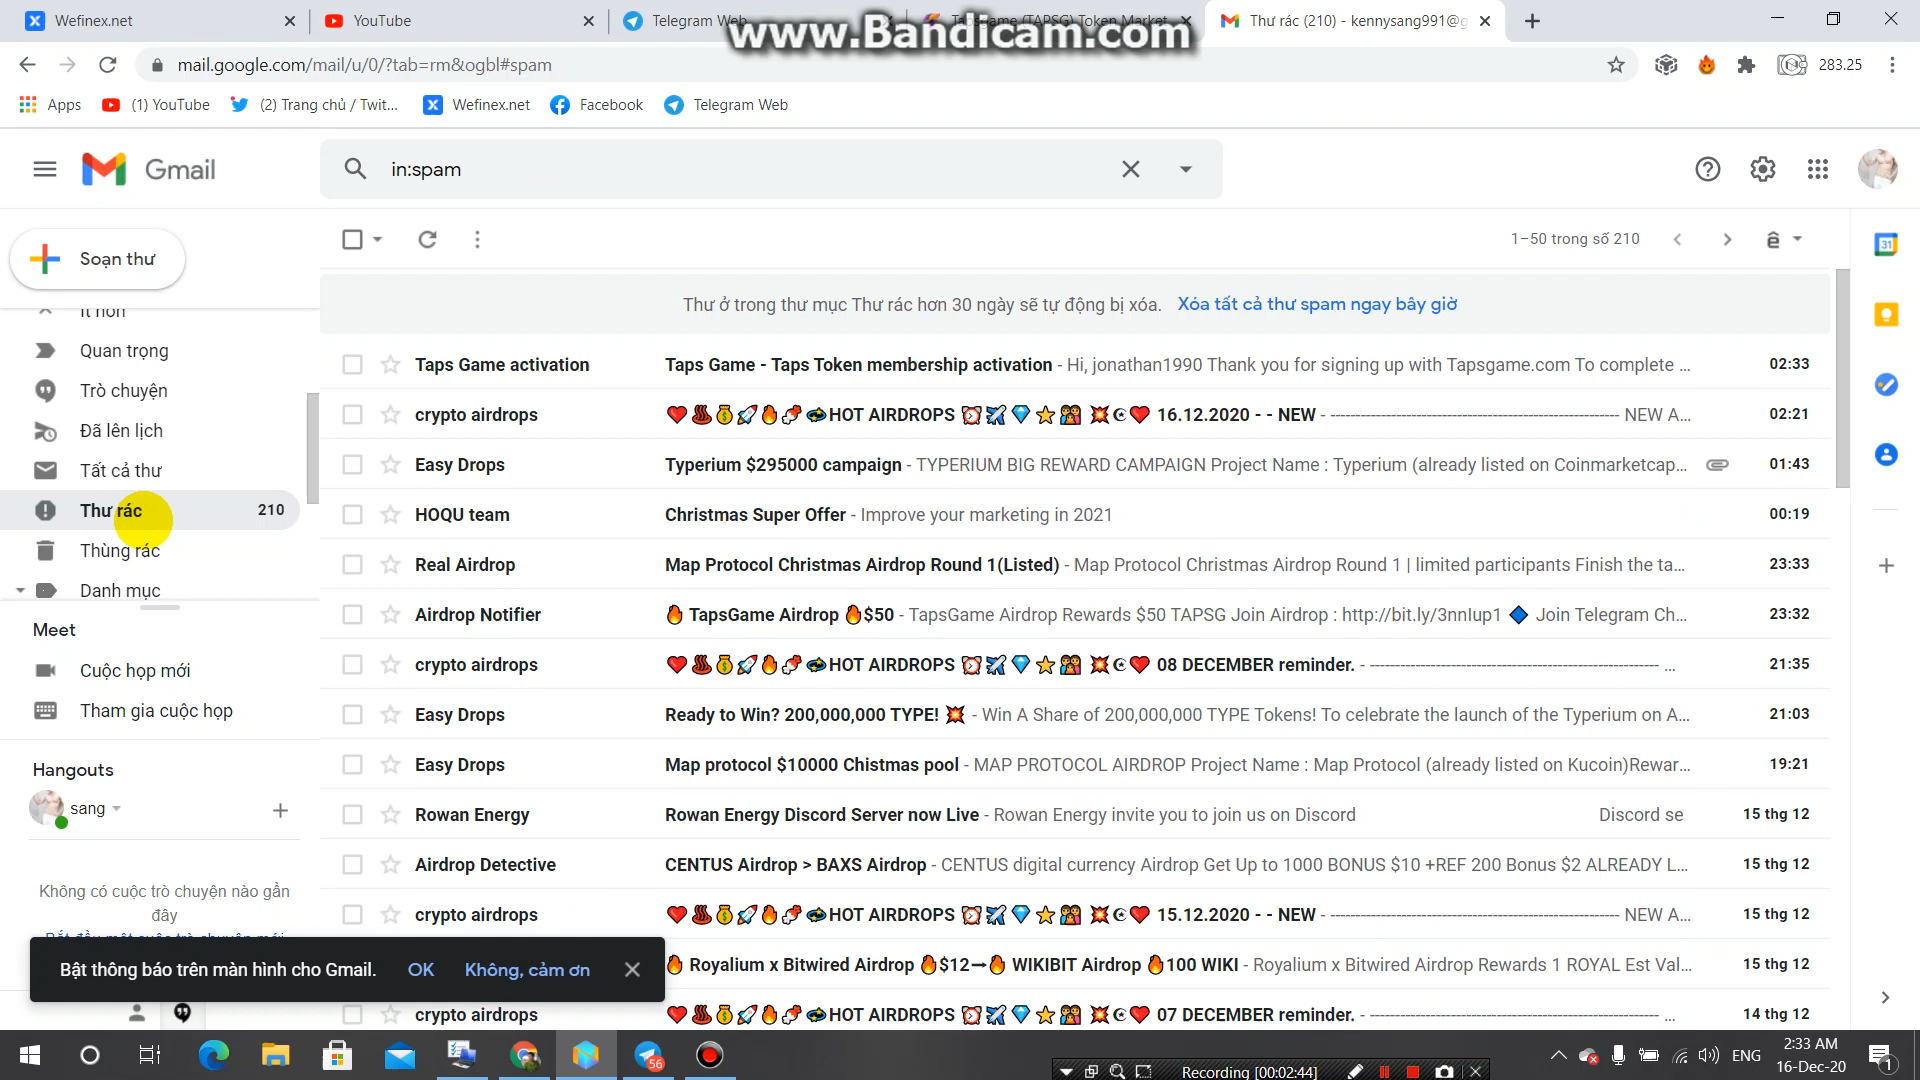 Wefinex.net
YouTube
Telegram Web
TapsGame (TAPSG) Token Market
Thư rác (210) - kennysang991@g
www.Bandicam.com
mail.google.com/mail/u/0/?tab=rm&ogbl#spam
283.25
Apps
(1) YouTube
(2) Trang chủ / Twit...
Wefinex.net
Facebook
Telegram Web
Gmail
in:spam
Soạn thư
1–50 trong số 210
Ít hơn
Quan trọng
Trò chuyện
Đã lên lịch
Tất cả thư
Thư rác 210
Thùng rác
Danh mục
Meet
Cuộc họp mới
Tham gia cuộc họp
Hangouts
sang
Không có cuộc trò chuyện nào gần
đây
Bắt đầu một cuộc trò chuyện mới
Thư ở trong thư mục Thư rác hơn 30 ngày sẽ tự động bị xóa. Xóa tất cả thư spam ngay bây giờ
Taps Game activation Taps Game - Taps Token membership activation - Hi, jonathan1990 Thank you for signing up with Tapsgame.com To complete ... 02:33
crypto airdrops HOT AIRDROPS 16.12.2020 - - NEW - ---------------------------------------------------------- NEW A... 02:21
Easy Drops Typerium $295000 campaign - TYPERIUM BIG REWARD CAMPAIGN Project Name : Typerium (already listed on Coinmarketcap... 01:43
HOQU team Christmas Super Offer - Improve your marketing in 2021 00:19
Real Airdrop Map Protocol Christmas Airdrop Round 1(Listed) - Map Protocol Christmas Airdrop Round 1 | limited participants Finish the ta... 23:33
Airdrop Notifier 🔥 TapsGame Airdrop 🔥$50 - TapsGame Airdrop Rewards $50 TAPSG Join Airdrop : http://bit.ly/3nnIup1 🔷 Join Telegram Ch... 23:32
crypto airdrops HOT AIRDROPS 08 DECEMBER reminder. - ---------------------------------------------------------- ... 21:35
Easy Drops Ready to Win? 200,000,000 TYPE! 💥 - Win A Share of 200,000,000 TYPE Tokens! To celebrate the launch of the Typerium on A... 21:03
Easy Drops Map protocol $10000 Chistmas pool - MAP PROTOCOL AIRDROP Project Name : Map Protocol (already listed on Kucoin)Rewar... 19:21
Rowan Energy Rowan Energy Discord Server now Live - Rowan Energy invite you to join us on Discord Discord se 15 thg 12
Airdrop Detective CENTUS Airdrop > BAXS Airdrop - CENTUS digital currency Airdrop Get Up to 1000 BONUS $10 +REF 200 Bonus $2 ALREADY L... 15 thg 12
crypto airdrops HOT AIRDROPS 15.12.2020 - - NEW - ---------------------------------------------------------- NEW A... 15 thg 12
🔥 Royalium x Bitwired Airdrop 🔥$12→🔥 WIKIBIT Airdrop 🔥100 WIKI - Royalium x Bitwired Airdrop Rewards 1 ROYAL Est Val... 15 thg 12
crypto airdrops HOT AIRDROPS 07 DECEMBER reminder. - ---------------------------------------------------------- ... 14 thg 12
Bật thông báo trên màn hình cho Gmail. OK Không, cảm ơn
56
Recording [00:02:44]
ENG
2:33 AM
16-Dec-20
1
31